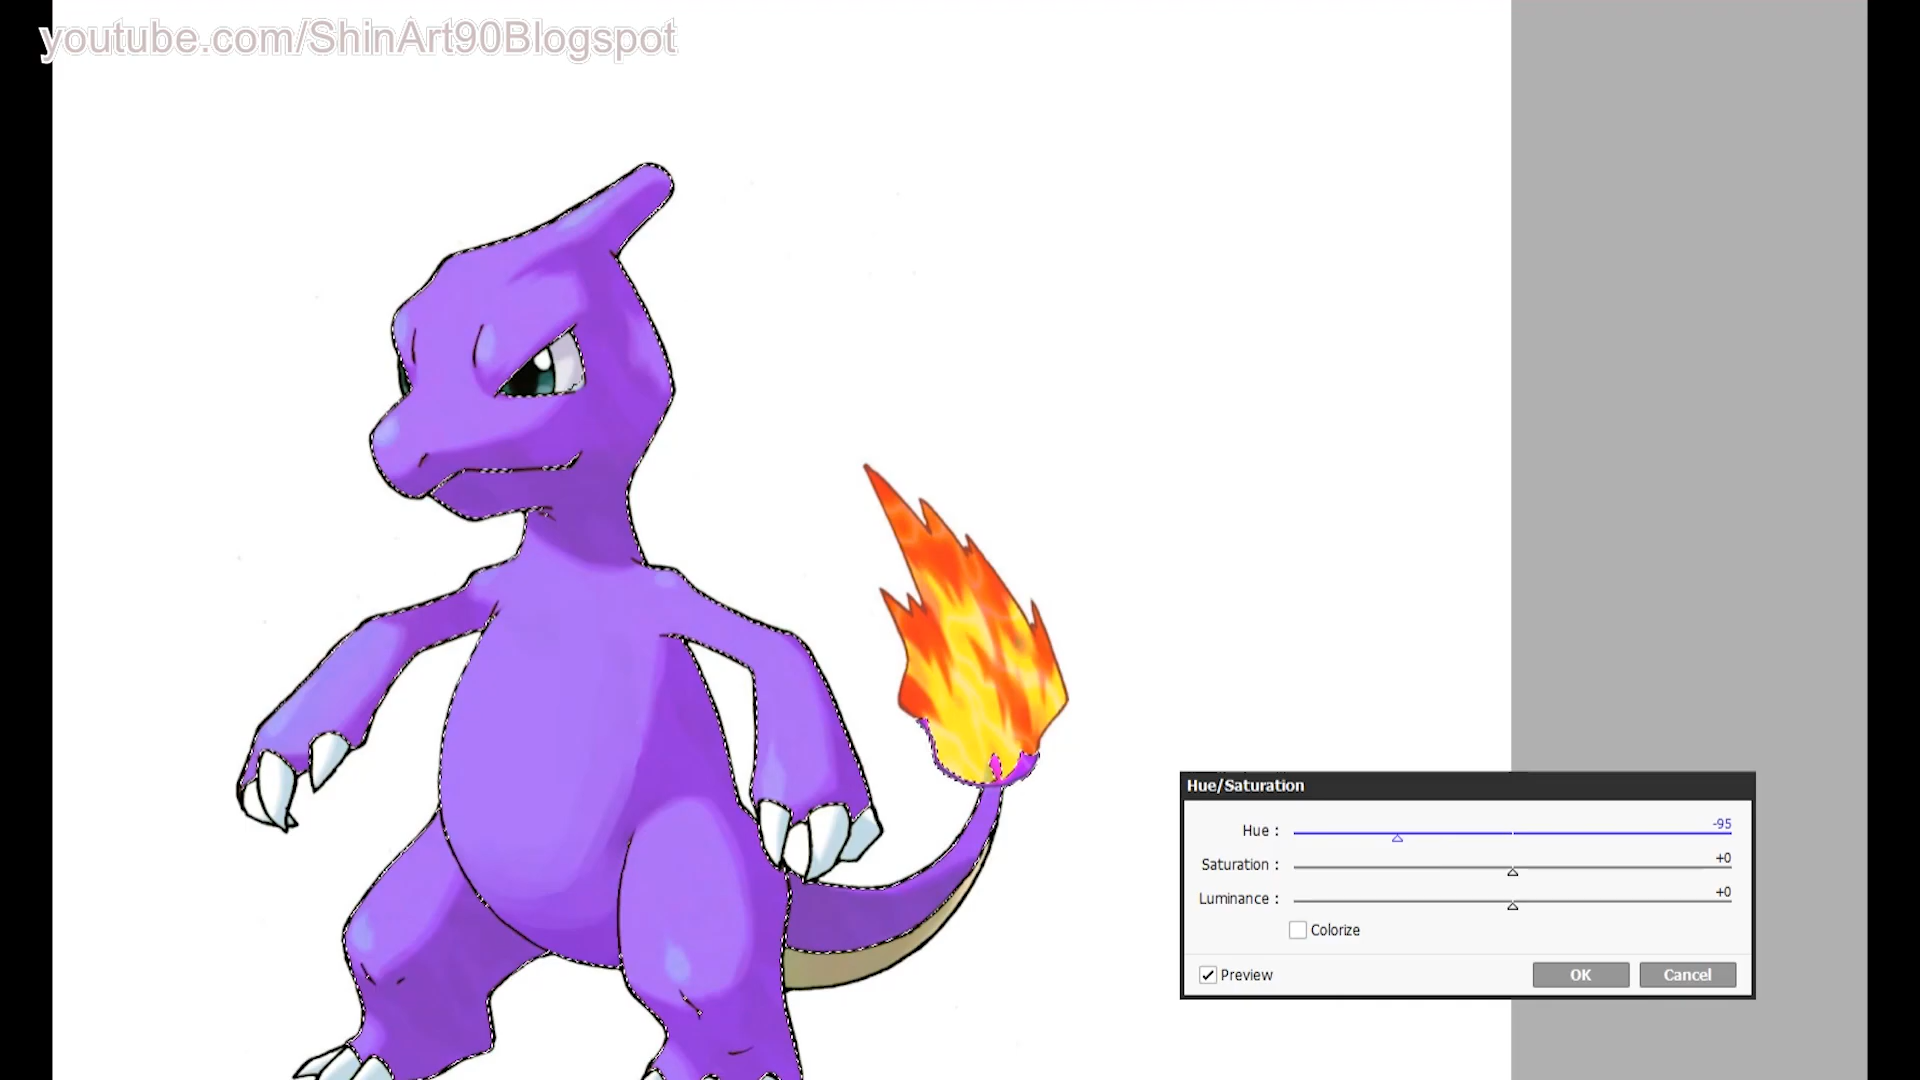 youtube.com/ShinArt90Blogspot
Hue/Saturation
Hue : -95
Saturation : +0
Luminance : +0
Colorize
Preview OK Cancel